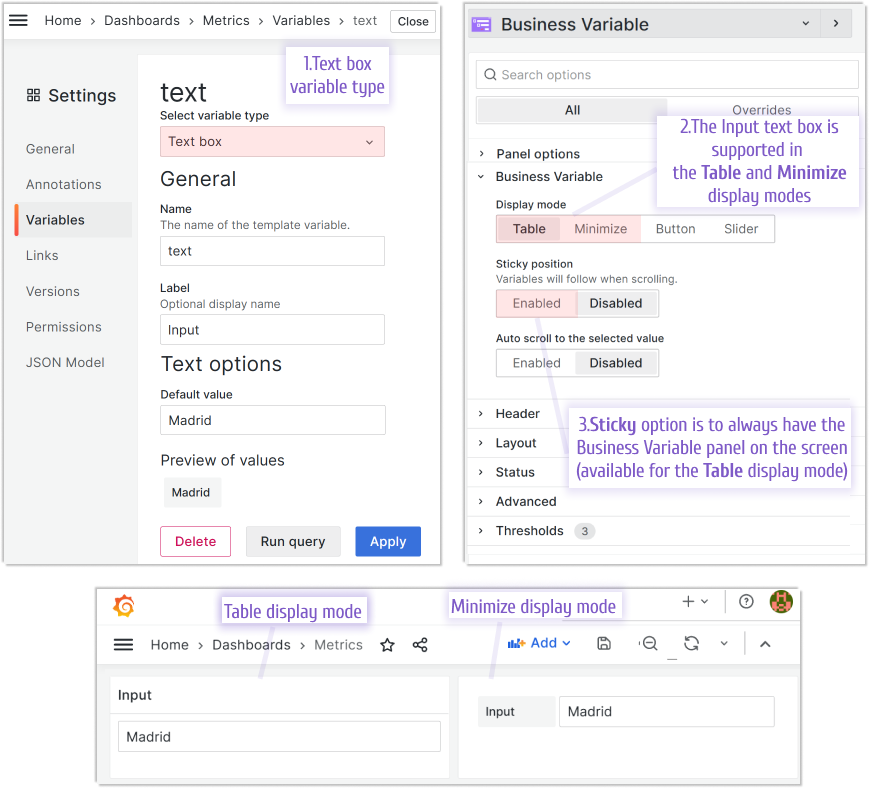 Home > Dashboards > Metrics > Variables > text
Close
1.Text box
variable type
Settings
General
Annotations
Variables
Links
Versions
Permissions
JSON Model
text
Select variable type
Text box
General
Name
The name of the template variable.
text
Label
Optional display name
Input
Text options
Default value
Madrid
Preview of values
Madrid
Delete
Run query
Apply
Business Variable
Search options
All
Overrides
2.The Input text box is
supported in
the Table and Minimize
display modes
Panel options
Business Variable
Display mode
Table Minimize Button Slider
Sticky position
Variables will follow when scrolling.
Enabled Disabled
Auto scroll to the selected value
Enabled Disabled
3.Sticky option is to always have the
Business Variable panel on the screen
(available for the Table display mode)
Header
Layout
Status
Advanced
Thresholds 3
Table display mode
Minimize display mode
Home > Dashboards > Metrics
Add
Input
Madrid
Input
Madrid